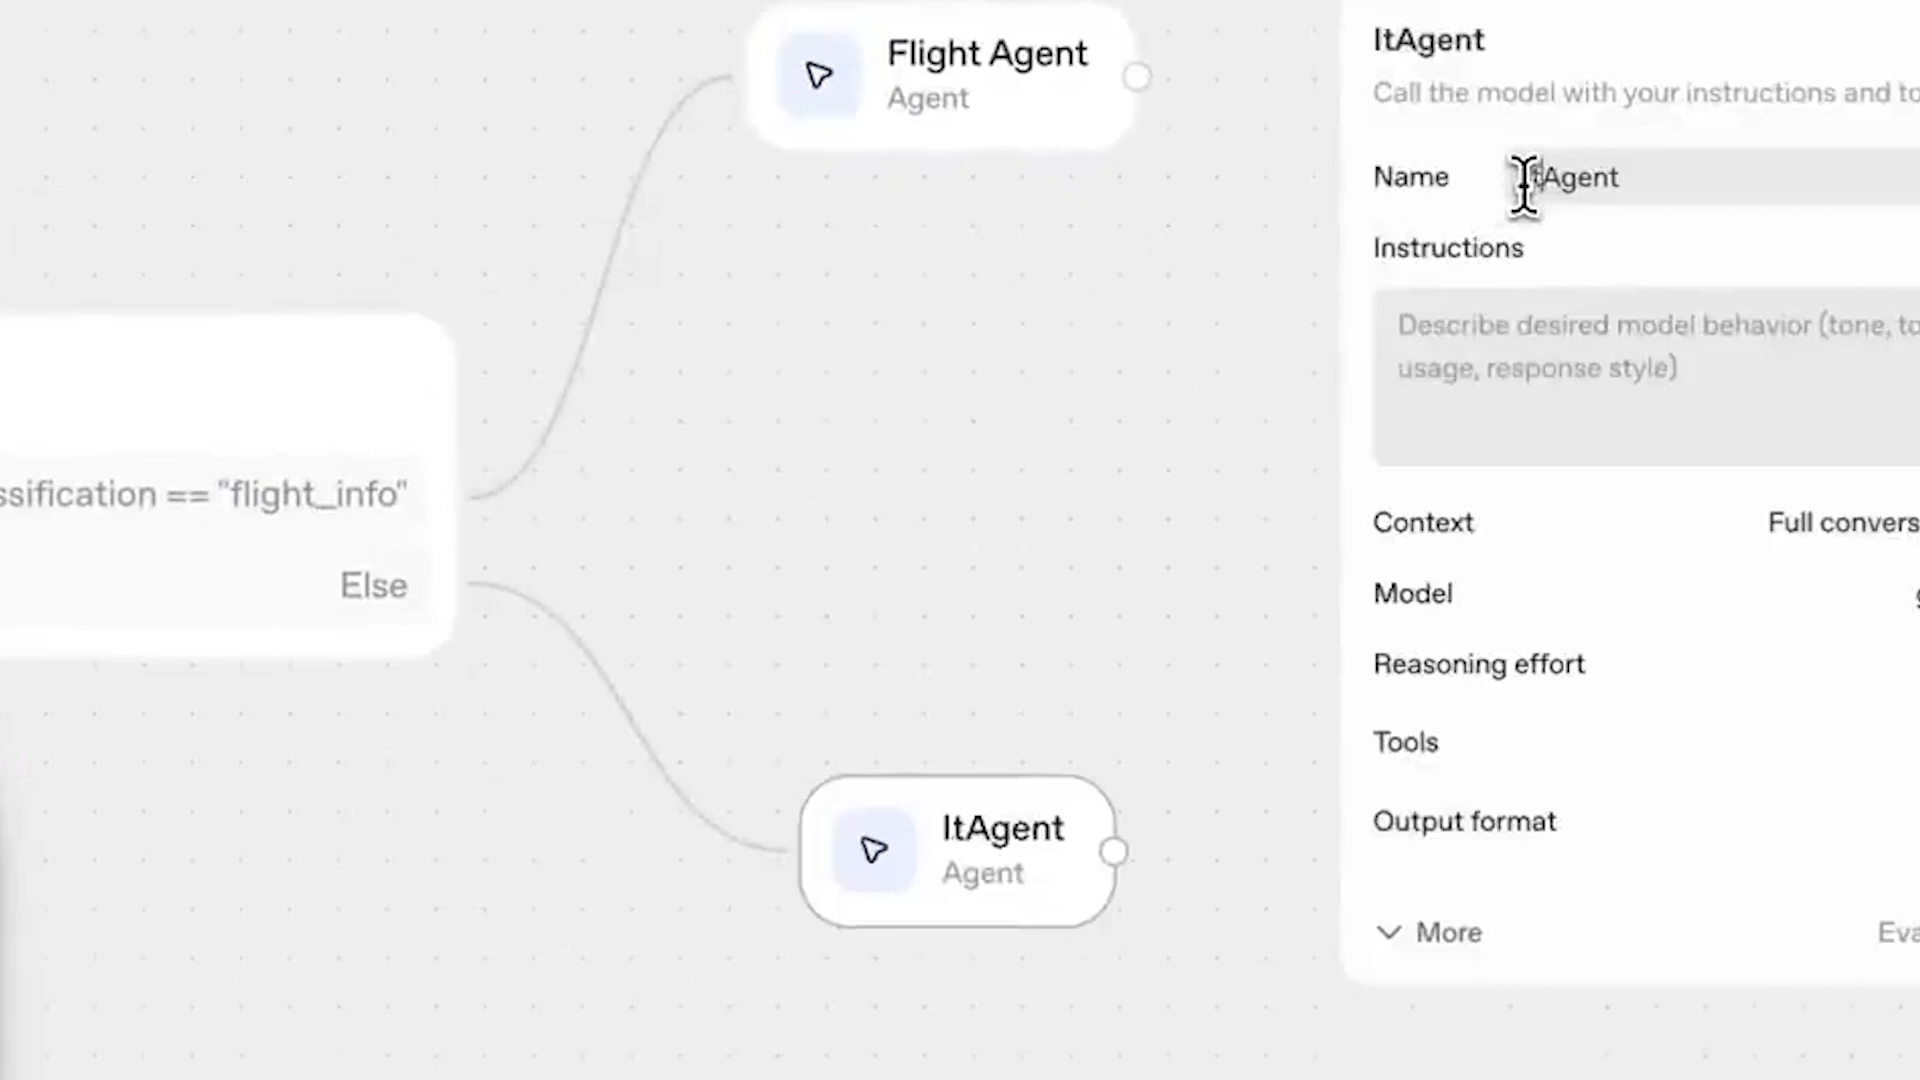 Flight Agent
Agent
ssification == "flight_info"
Else
ItAgent
Agent
ItAgent
Call the model with your instructions and to
Name
tAgent
Instructions
Describe desired model behavior (tone, to
usage, response style)
Context
Full convers
Model
Reasoning effort
Tools
Output format
More
Eva